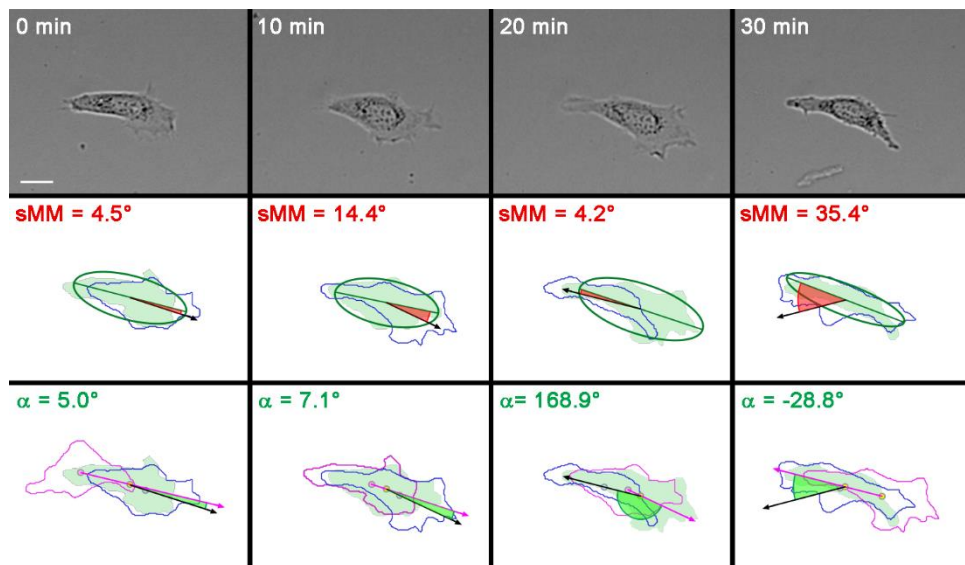 0 min
10 min
20 min
30 min
sMM = 4.5°
sMM = 14.4°
sMM = 4.2°
sMM = 35.4°
α = 5.0°
α = 7.1°
α= 168.9°
α = -28.8°